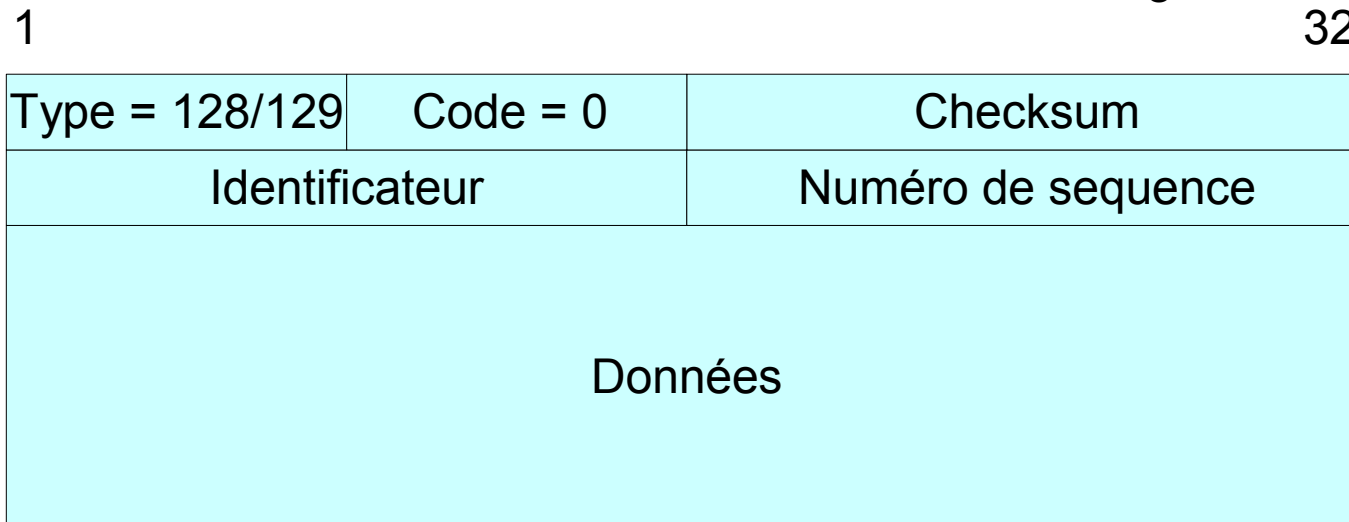 1 32
Type = 128/129 Code = 0 Checksum
Identificateur Numéro de sequence
Données